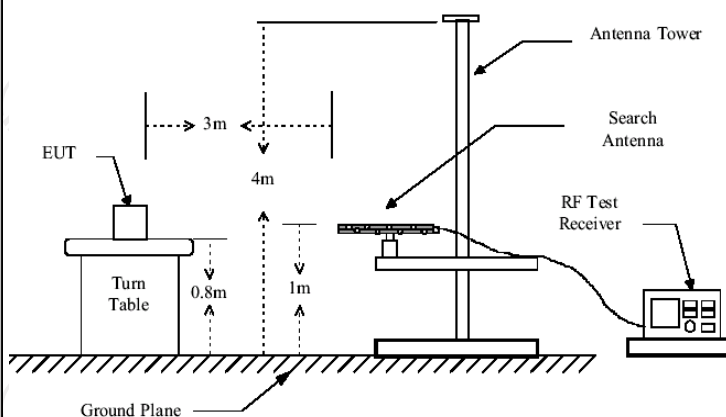 Antenna Tower
3m
Search
Antenna
EUT
4m
RF Test
Receiver
Turn
Table
0.8m
1m
Ground Plane